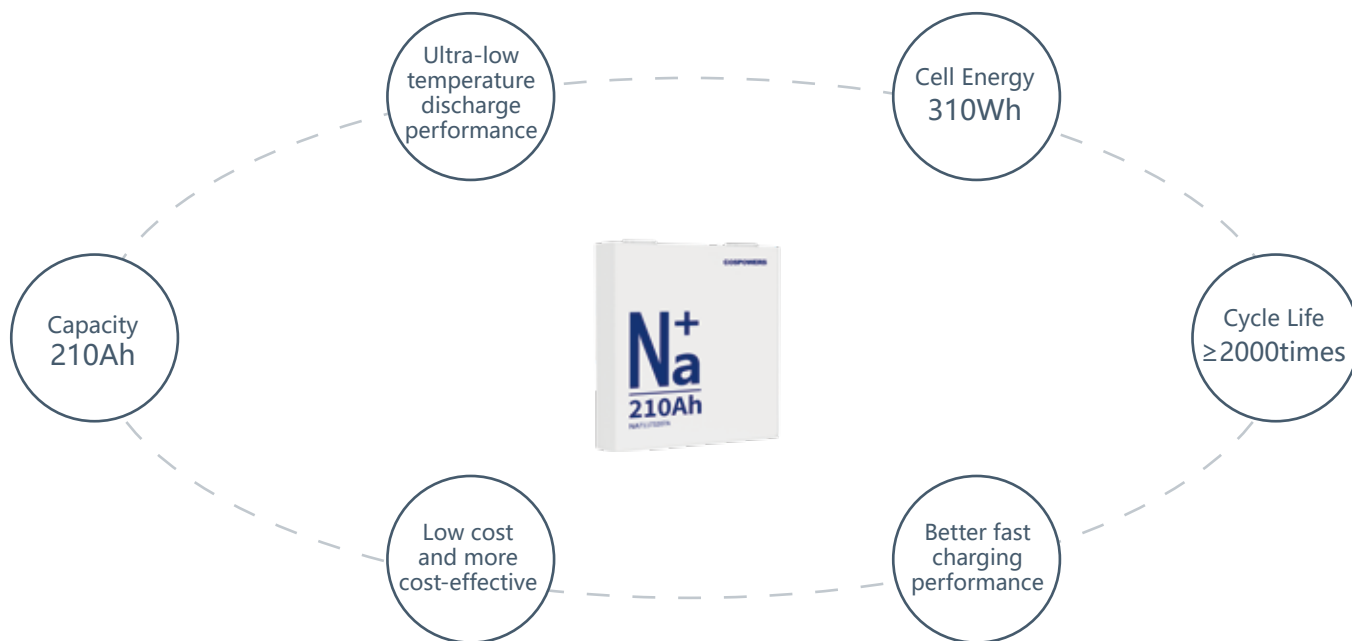 Ultra-low
temperature
discharge
performance
Cell Energy
310Wh
Capacity
210Ah
COSPOWERS
N+
a
210Ah
Cycle Life
≥2000times
Low cost
and more
cost-effective
Better fast
charging
performance